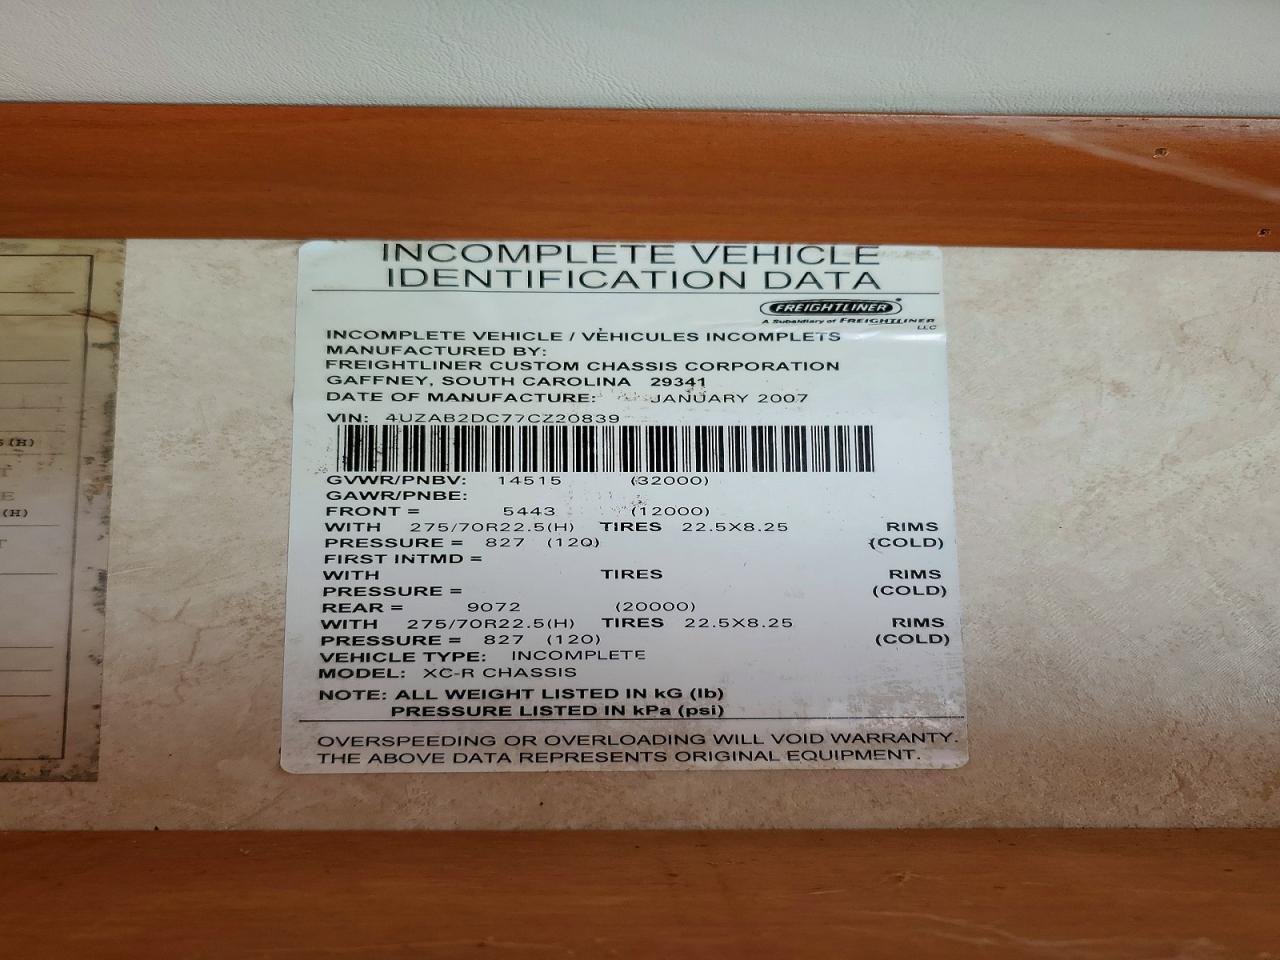 INCOMPLETE VEHICLE
IDENTIFICATION DATA
FREIGHTLINER
A Subsidiary of FREIGHTLINER
LLC
INCOMPLETE VEHICLE / VÉHICULES INCOMPLETS
MANUFACTURED BY:
FREIGHTLINER CUSTOM CHASSIS CORPORATION
GAFFNEY, SOUTH CAROLINA 29341
DATE OF MANUFACTURE: JANUARY 2007
VIN: 4UZAB2DC77CZ20839
GVWR/PNBV: 14515 (32000)
GAWR/PNBE:
FRONT = 5443 (12000)
WITH 275/70R22.5(H) TIRES 22.5X8.25 RIMS
PRESSURE = 827 (120) (COLD)
FIRST INTMD =
WITH TIRES RIMS
PRESSURE = (COLD)
REAR = 9072 (20000)
WITH 275/70R22.5(H) TIRES 22.5X8.25 RIMS
PRESSURE = 827 (120) (COLD)
VEHICLE TYPE: INCOMPLETE
MODEL: XC-R CHASSIS
NOTE: ALL WEIGHT LISTED IN kG (lb)
PRESSURE LISTED IN kPa (psi)
OVERSPEEDING OR OVERLOADING WILL VOID WARRANTY.
THE ABOVE DATA REPRESENTS ORIGINAL EQUIPMENT.